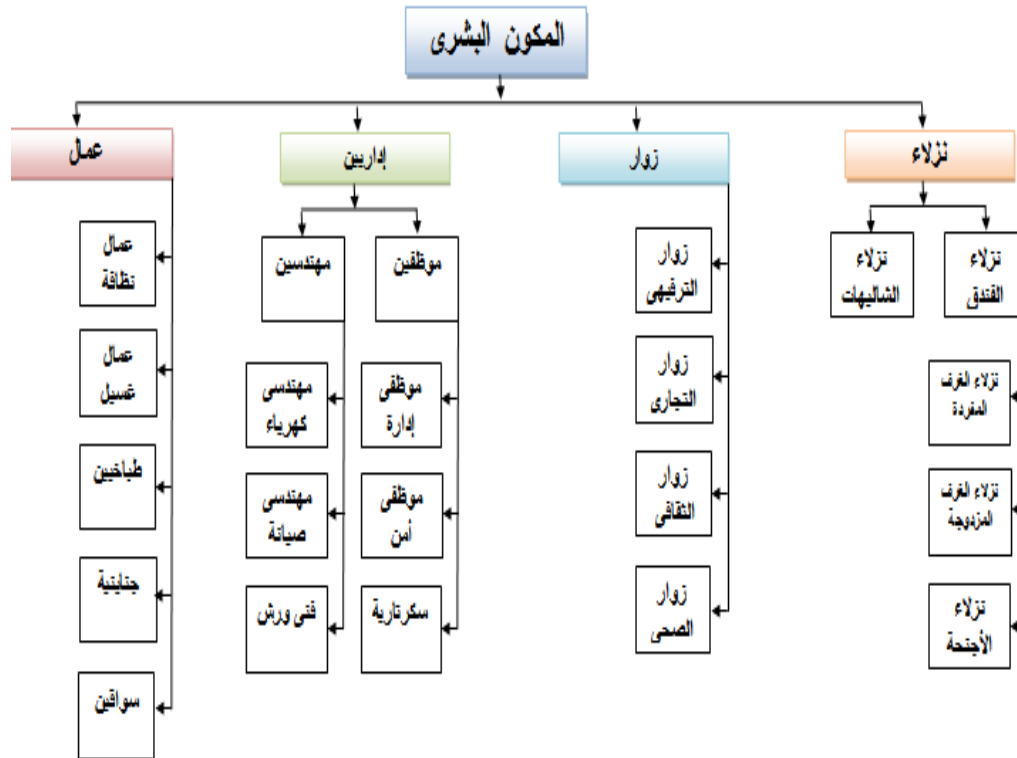 المكون البشرى
نزلاء
زوار
إداريين
عمال
نزلاء
الفندق
نزلاء
الشاليهات
نزلاء الغرف
المفردة
نزلاء الغرف
المزدوجة
نزلاء
الأجنحة
زوار
الترفيهى
زوار
التجارى
زوار
الثقافى
زوار
الصحى
موظفين
مهندسين
موظفى
إدارة
موظفى
أمن
سكرتارية
مهندسى
كهرباء
مهندسى
صيانة
فنى ورش
عمال
نظافة
عمال
غسيل
طباخيين
جناينية
سواقين